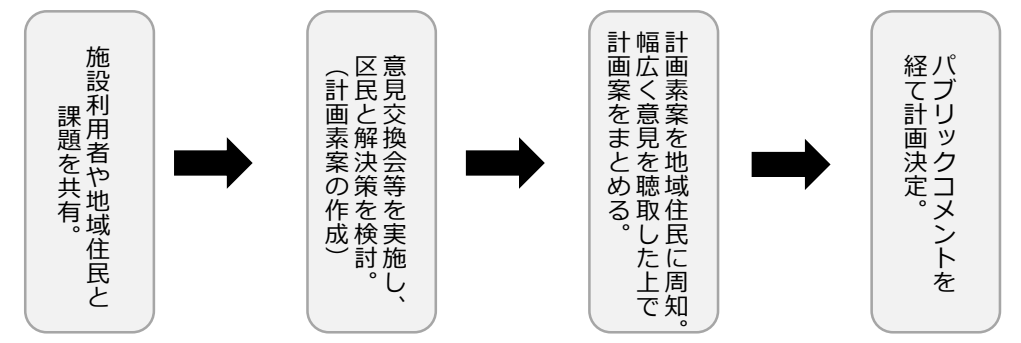 施設利用者や地域住民と
課題を共有。
意見交換会等を実施し、
区民と解決策を検討。
（計画素案の作成）
計画素案を地域住民に周知。
幅広く意見を聴取した上で
計画案をまとめる。
パブリックコメントを
経て計画決定。